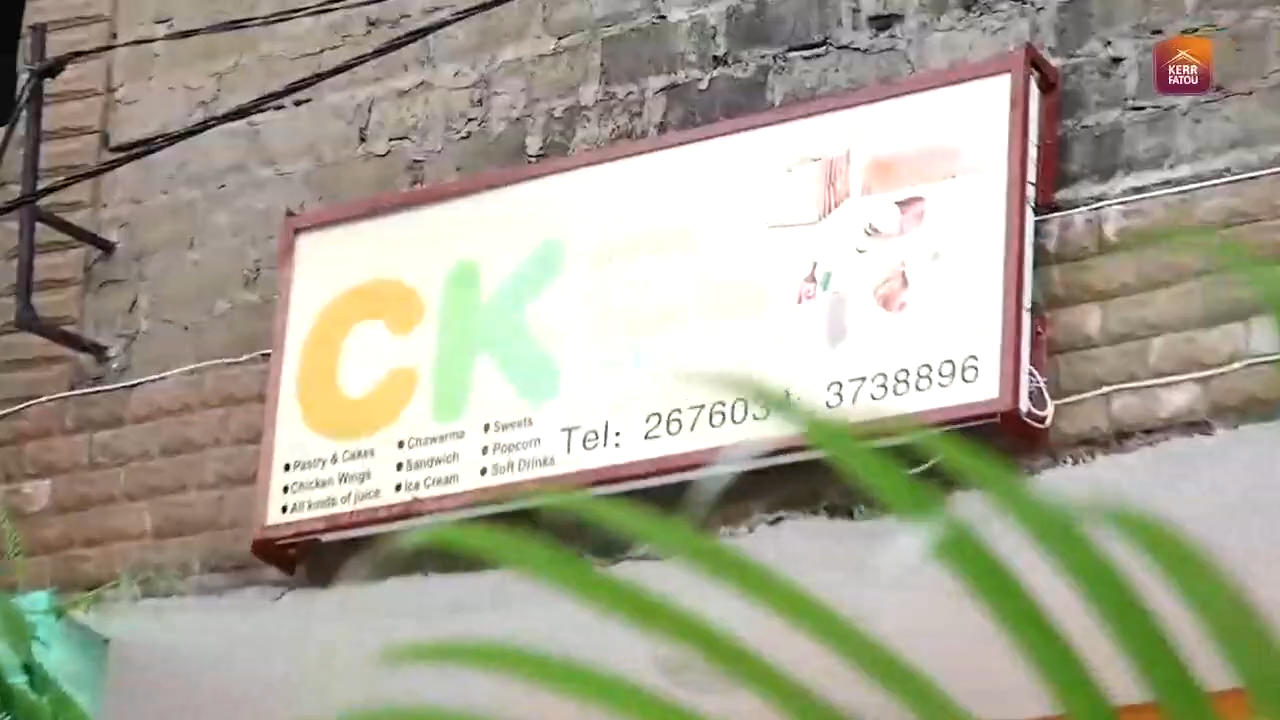 KERR
FATOU
CK
Pastry & Cakes
Chicken Wings
All kinds of juice
Chawarma
Sandwich
Ice Cream
Sweets
Popcorn
Soft Drinks
Tel: 267603 3738896